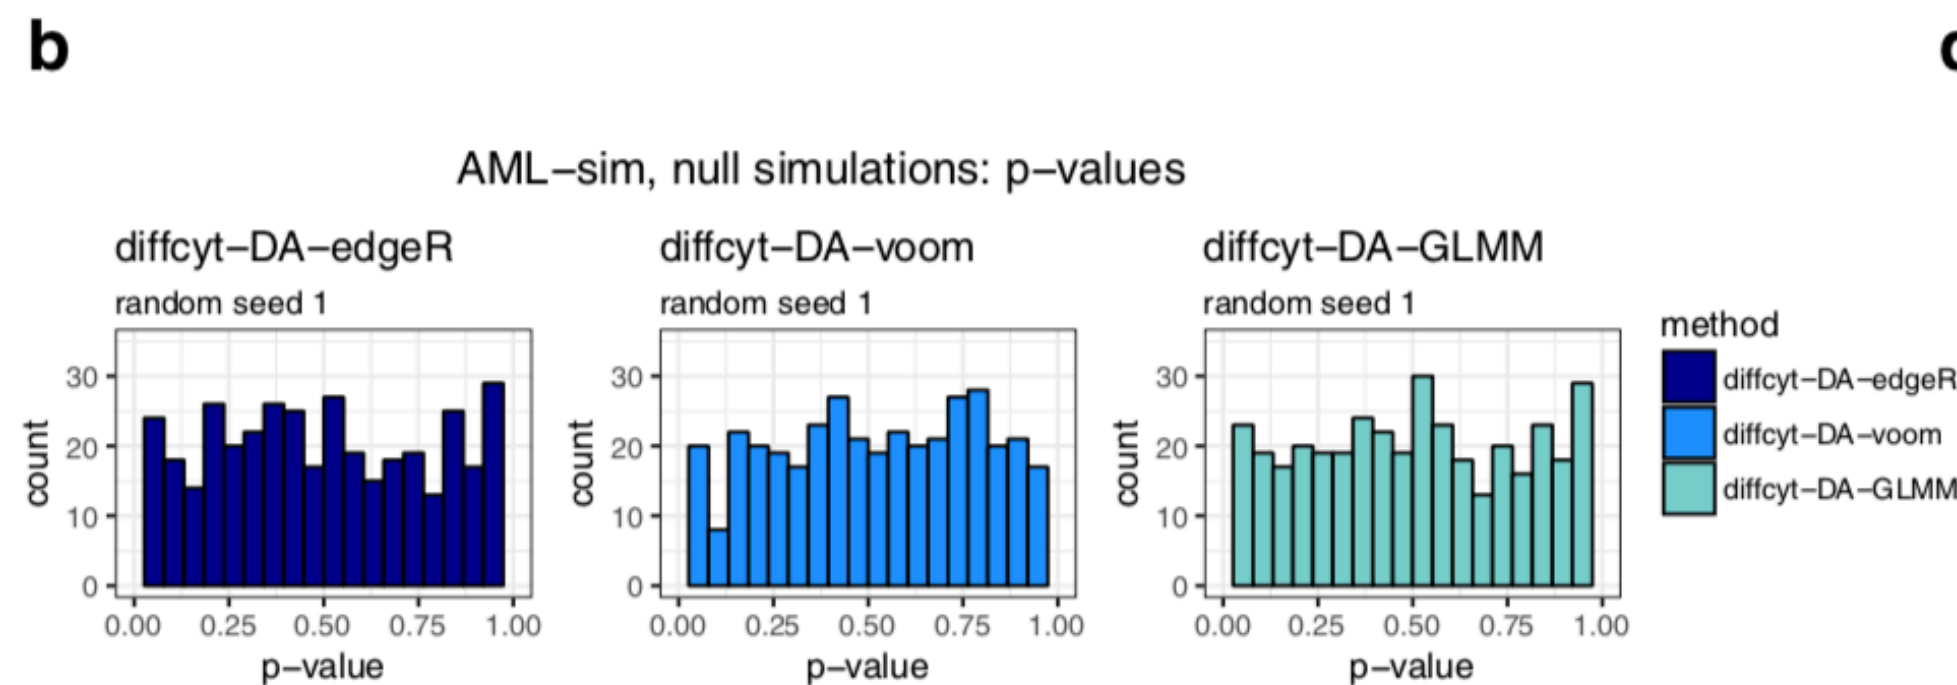 b
AML−sim, null simulations: p−values
diffcyt−DA−edgeR
random seed 1
count
30
20
10
0
0.00 0.25 0.50 0.75 1.00
p−value
diffcyt−DA−voom
random seed 1
count
30
20
10
0
0.00 0.25 0.50 0.75 1.00
p−value
diffcyt−DA−GLMM
random seed 1
count
30
20
10
0
0.00 0.25 0.50 0.75 1.00
p−value
method
diffcyt−DA−edgeR
diffcyt−DA−voom
diffcyt−DA−GLMM